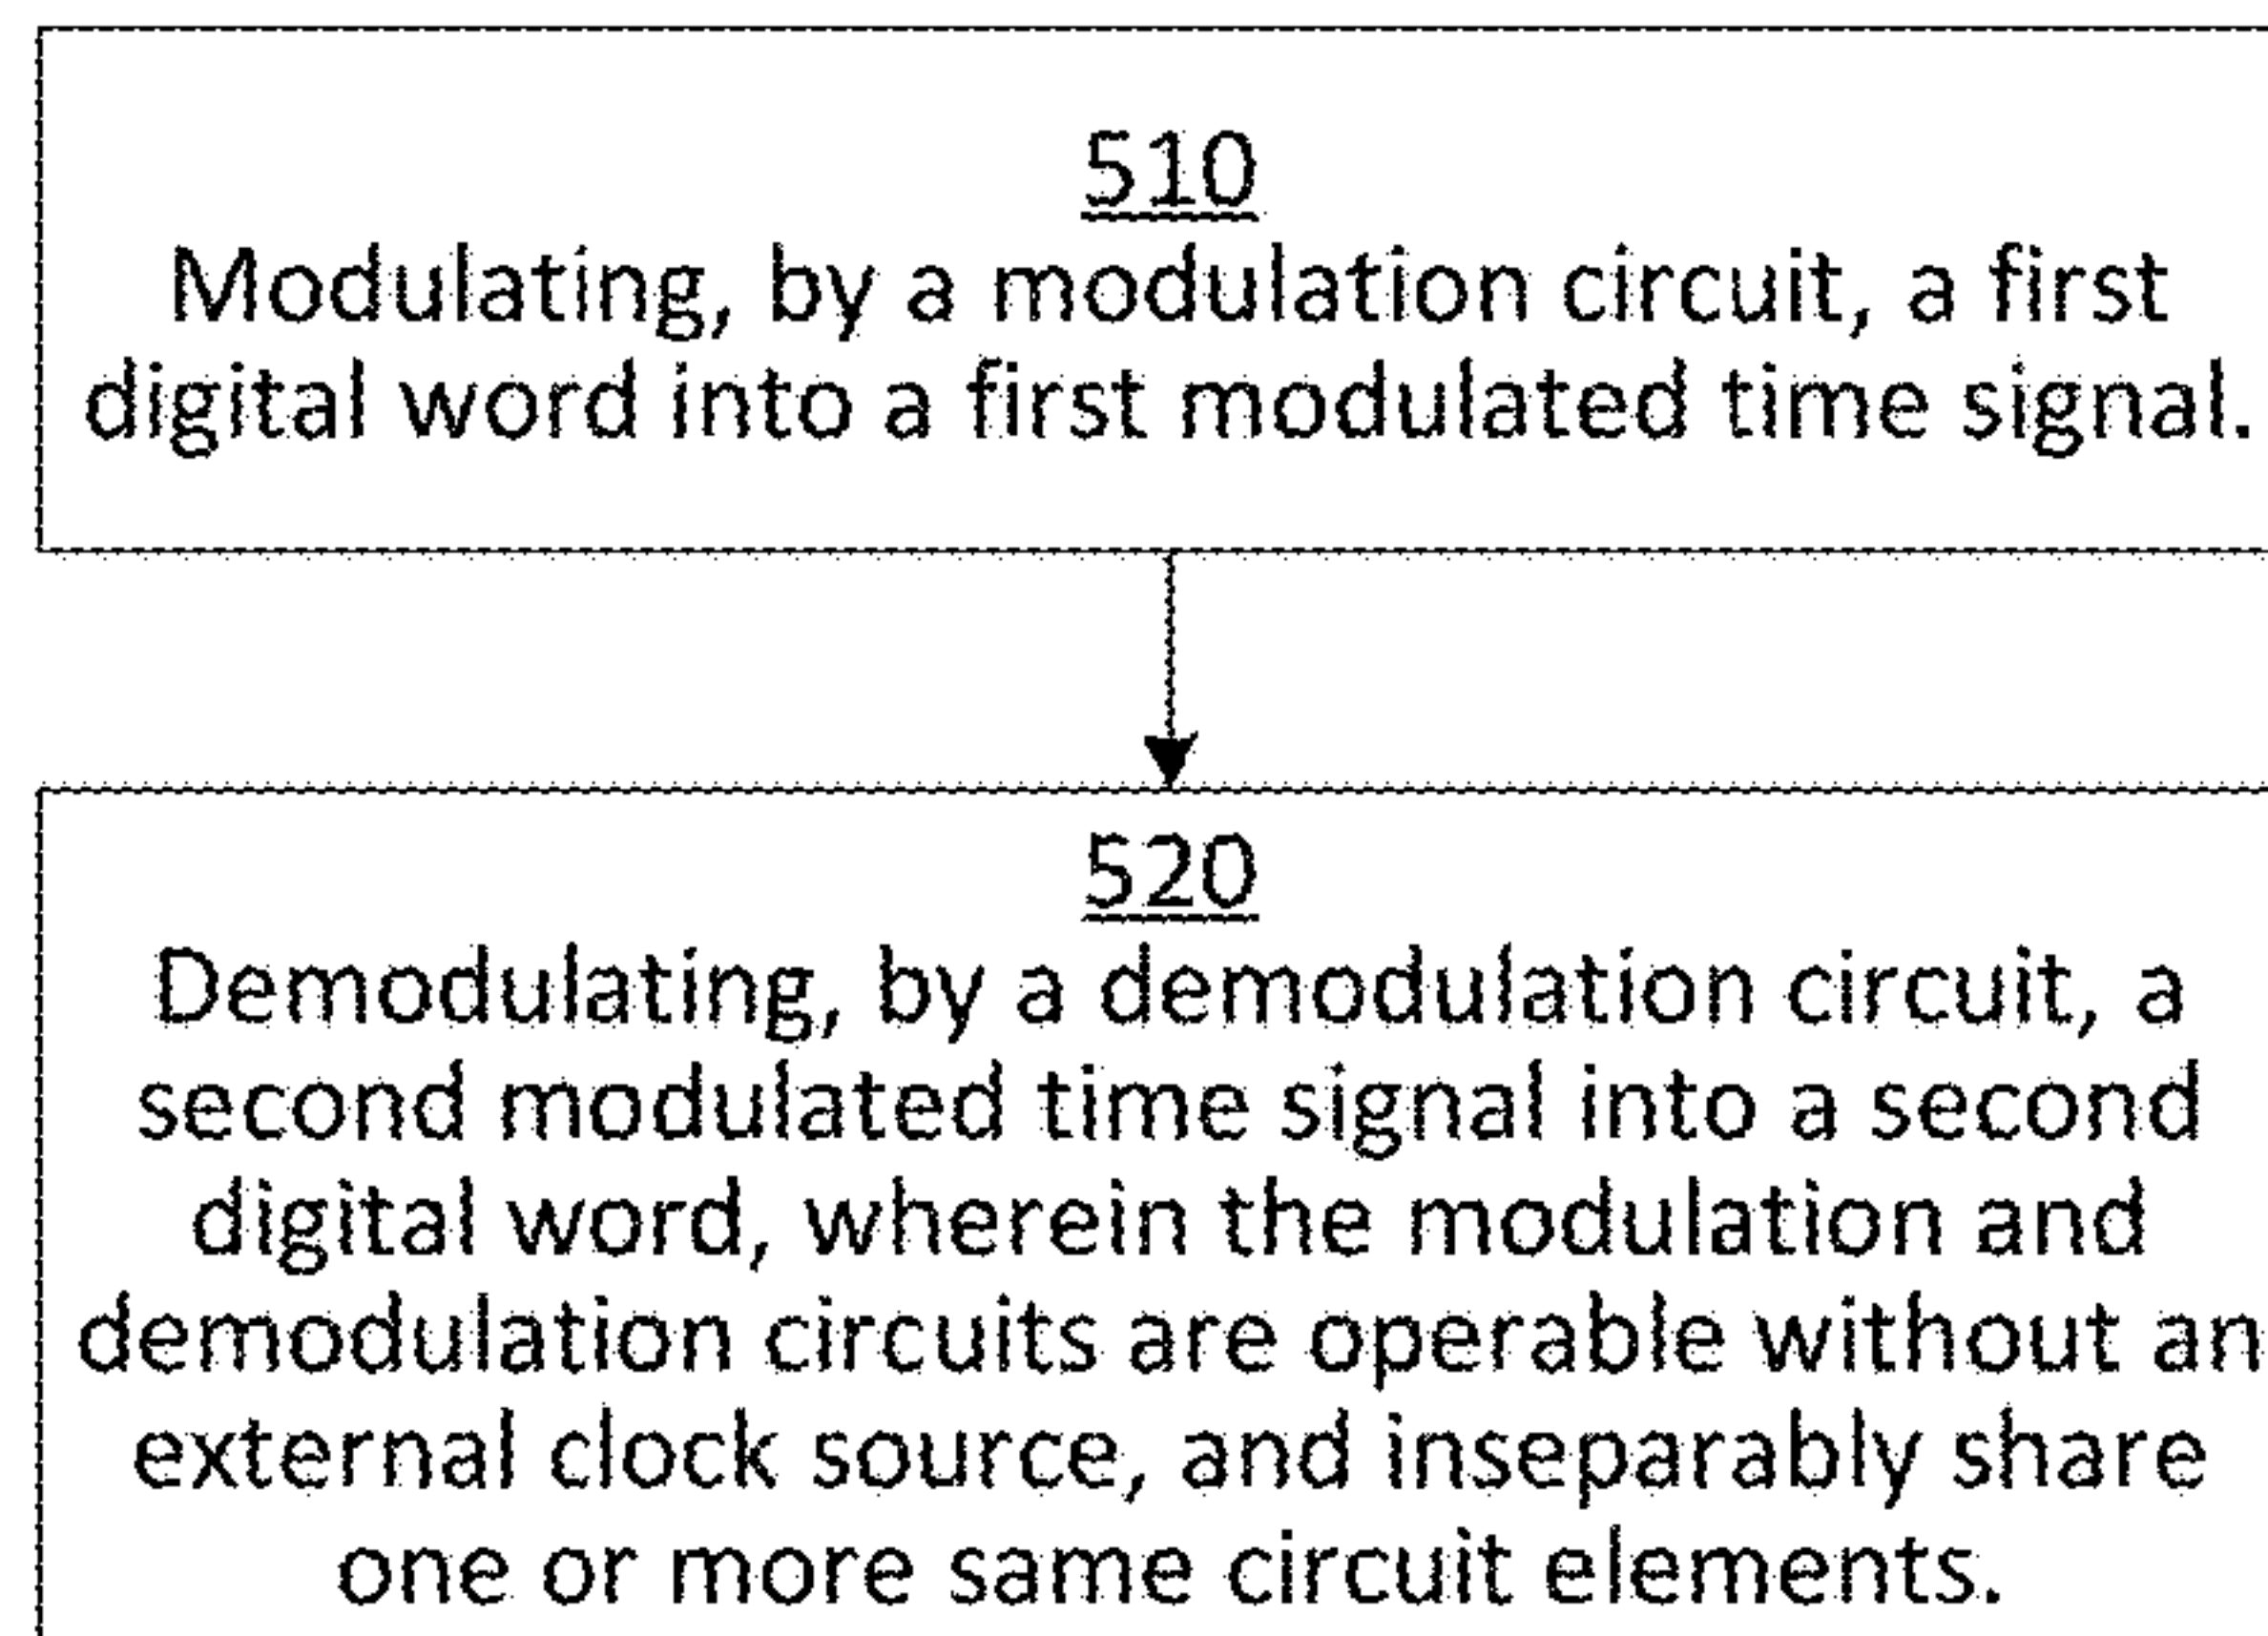 510
Modulating, by a modulation circuit, a first
digital word into a first modulated time signal.
520
Demodulating, by a demodulation circuit, a
second modulated time signal into a second
digital word, wherein the modulation and
demodulation circuits are operable without an
external clock source, and inseparably share
one or more same circuit elements.